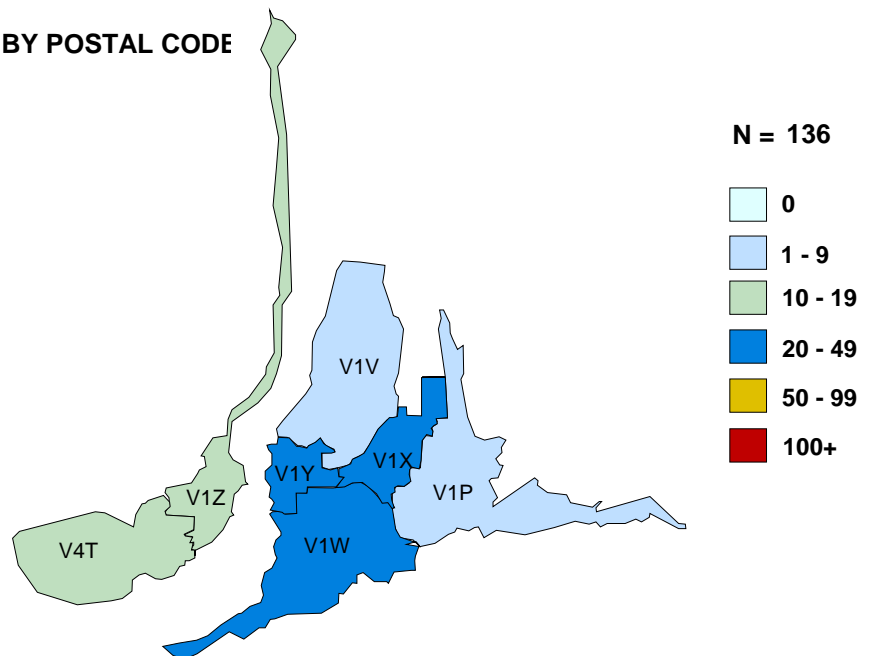 BY POSTAL CODE
N = 136
0
1 - 9
10 - 19
20 - 49
50 - 99
100+
V1V
V1X
V1Y
V1Z
V1P
V1W
V4T